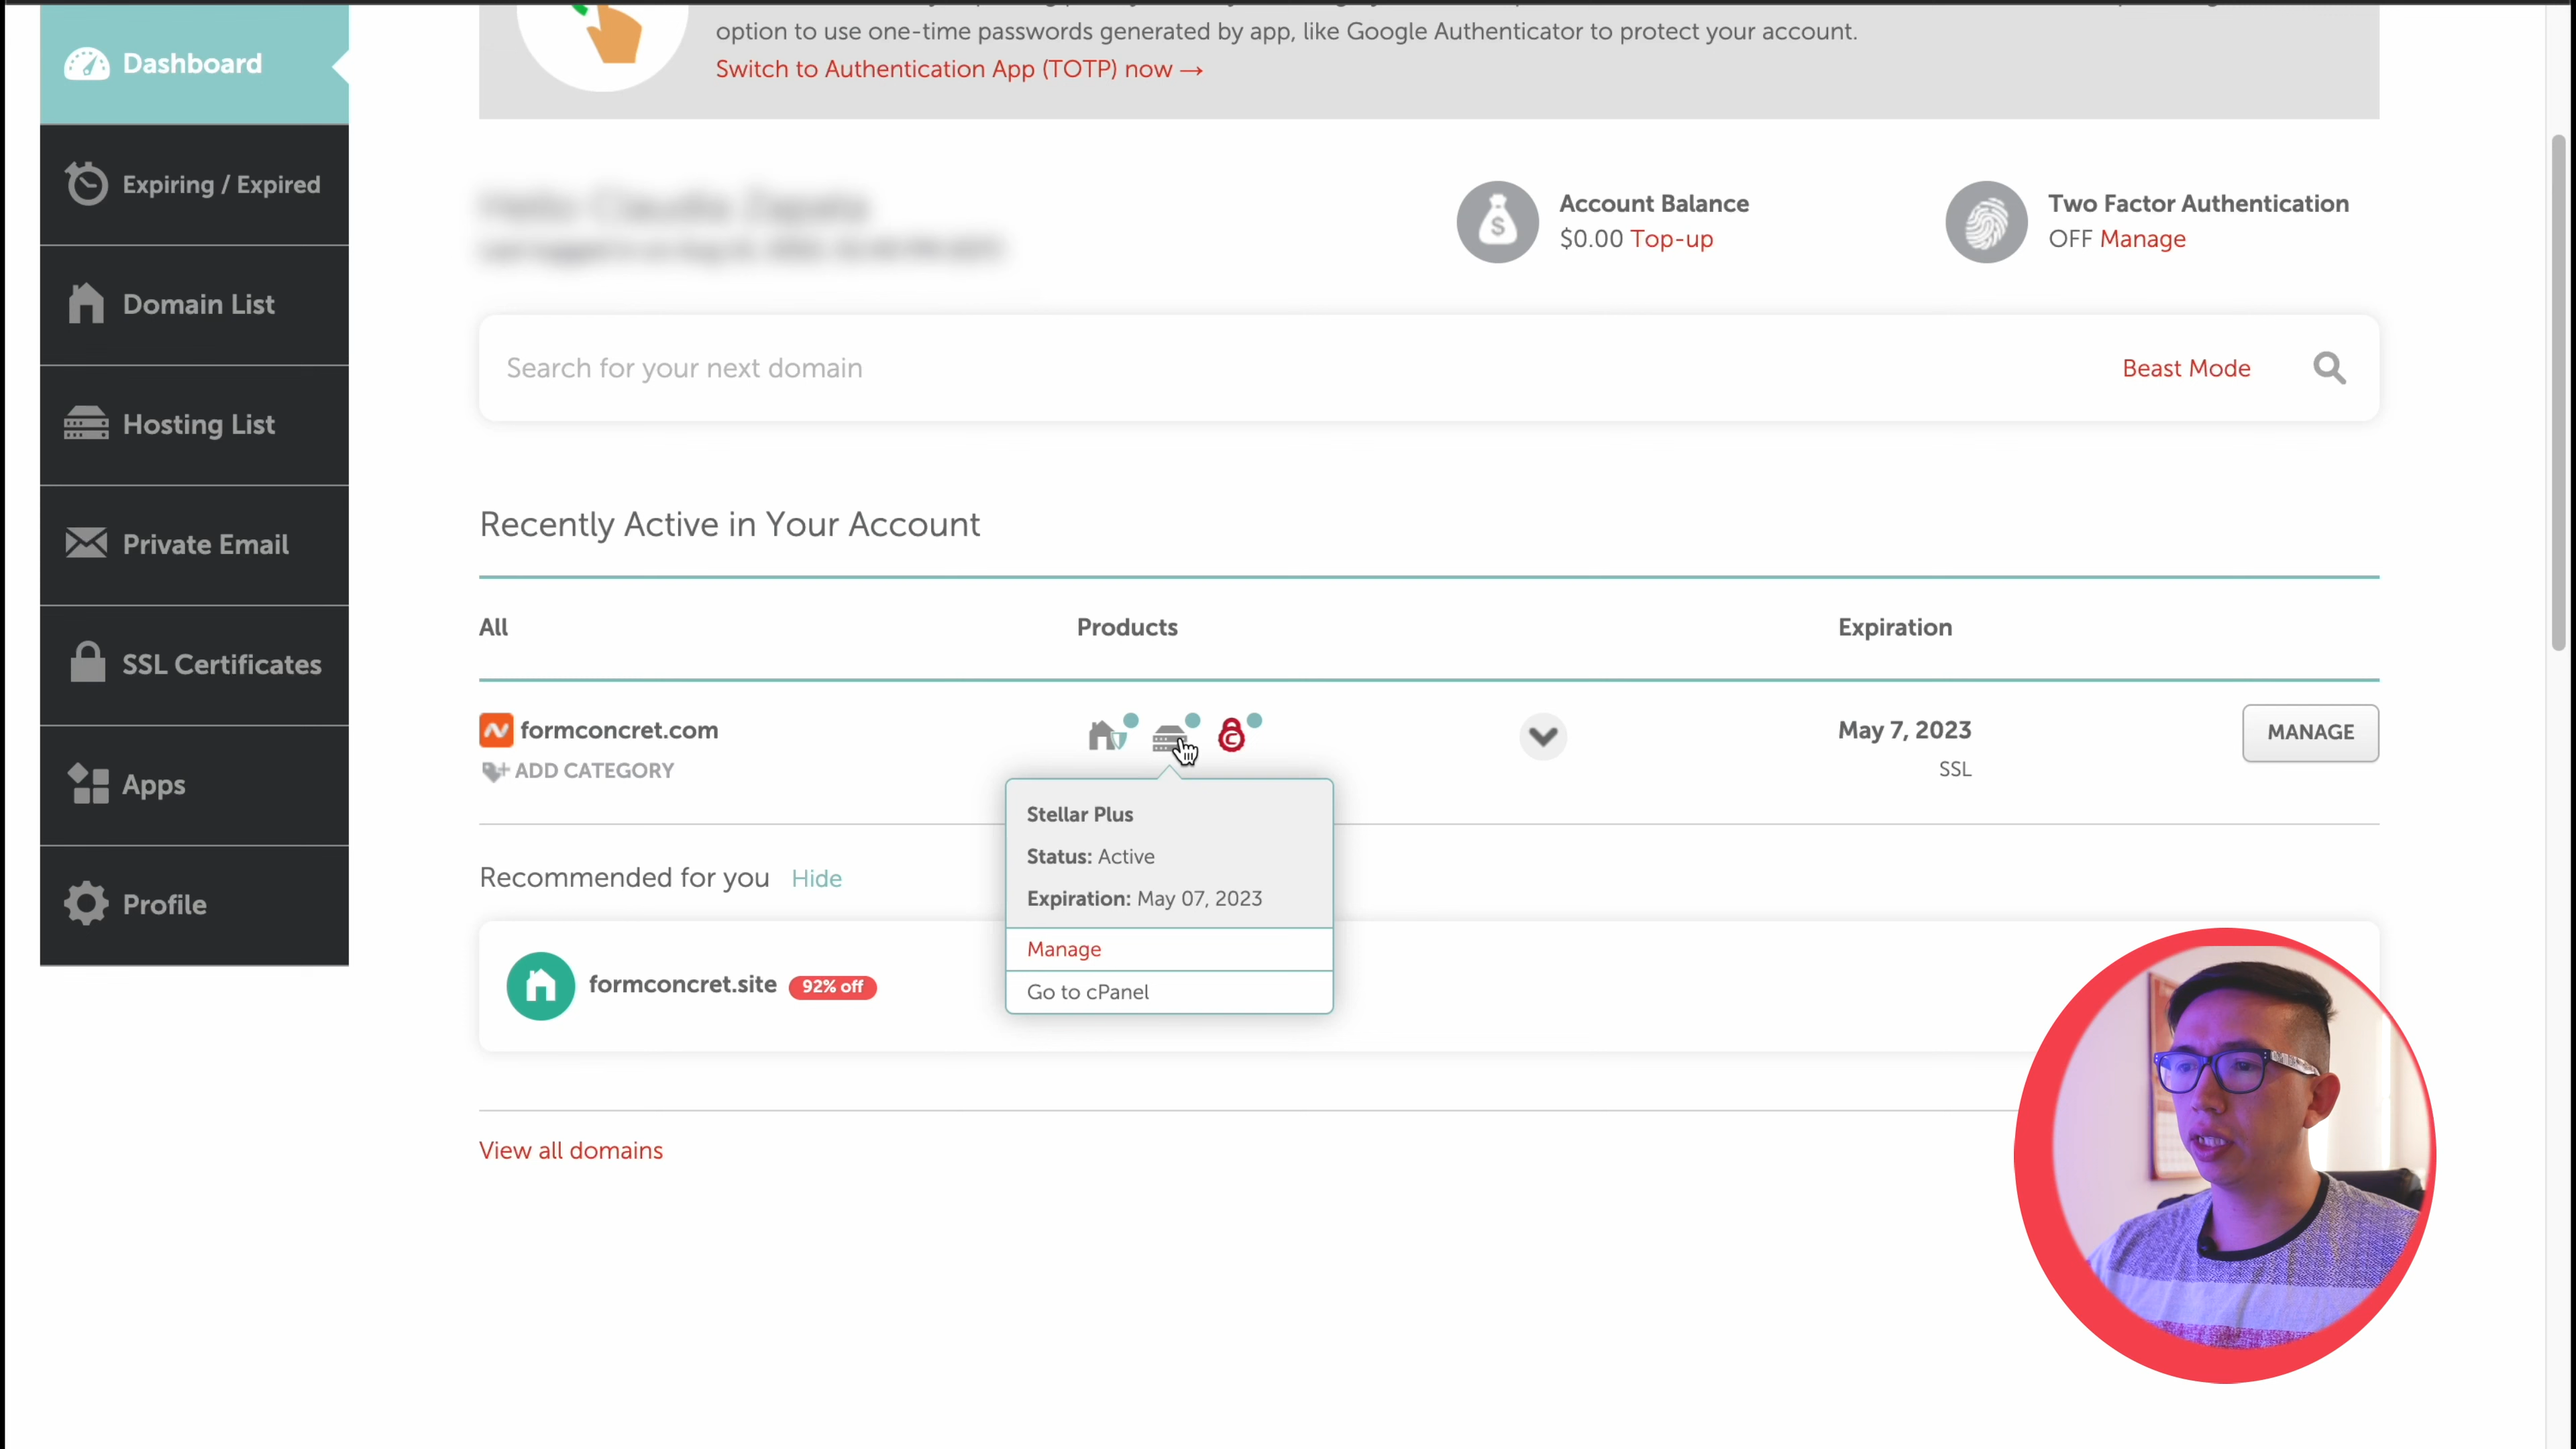 option to use one-time passwords generated by app, like Google Authenticator to protect your account.
Switch to Authentication App (TOTP) now →
Dashboard
Expiring / Expired
Domain List
Hosting List
Private Email
SSL Certificates
Apps
Profile
Account Balance
$0.00 Top-up
Two Factor Authentication
OFF Manage
Search for your next domain
Beast Mode
Recently Active in Your Account
All
Products
Expiration
formconcret.com
ADD CATEGORY
May 7, 2023
SSL
MANAGE
Stellar Plus
Status: Active
Expiration: May 07, 2023
Manage
Go to cPanel
Recommended for you Hide
formconcret.site 92% off
View all domains